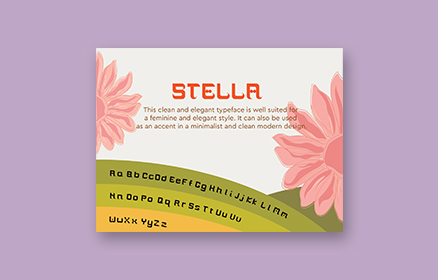 STELLA
This clean and elegant typeface is well suited for
a feminine and elegant style. It can also be used
as an accent in a minimalist and clean modern design.
Aa Bb Cc Dd Ee Ff Gg Hh Ii Jj Kk Ll Mm
Nn Oo Pp Qq Rr Ss Tt Uu Vv
Ww Xx Yy Zz